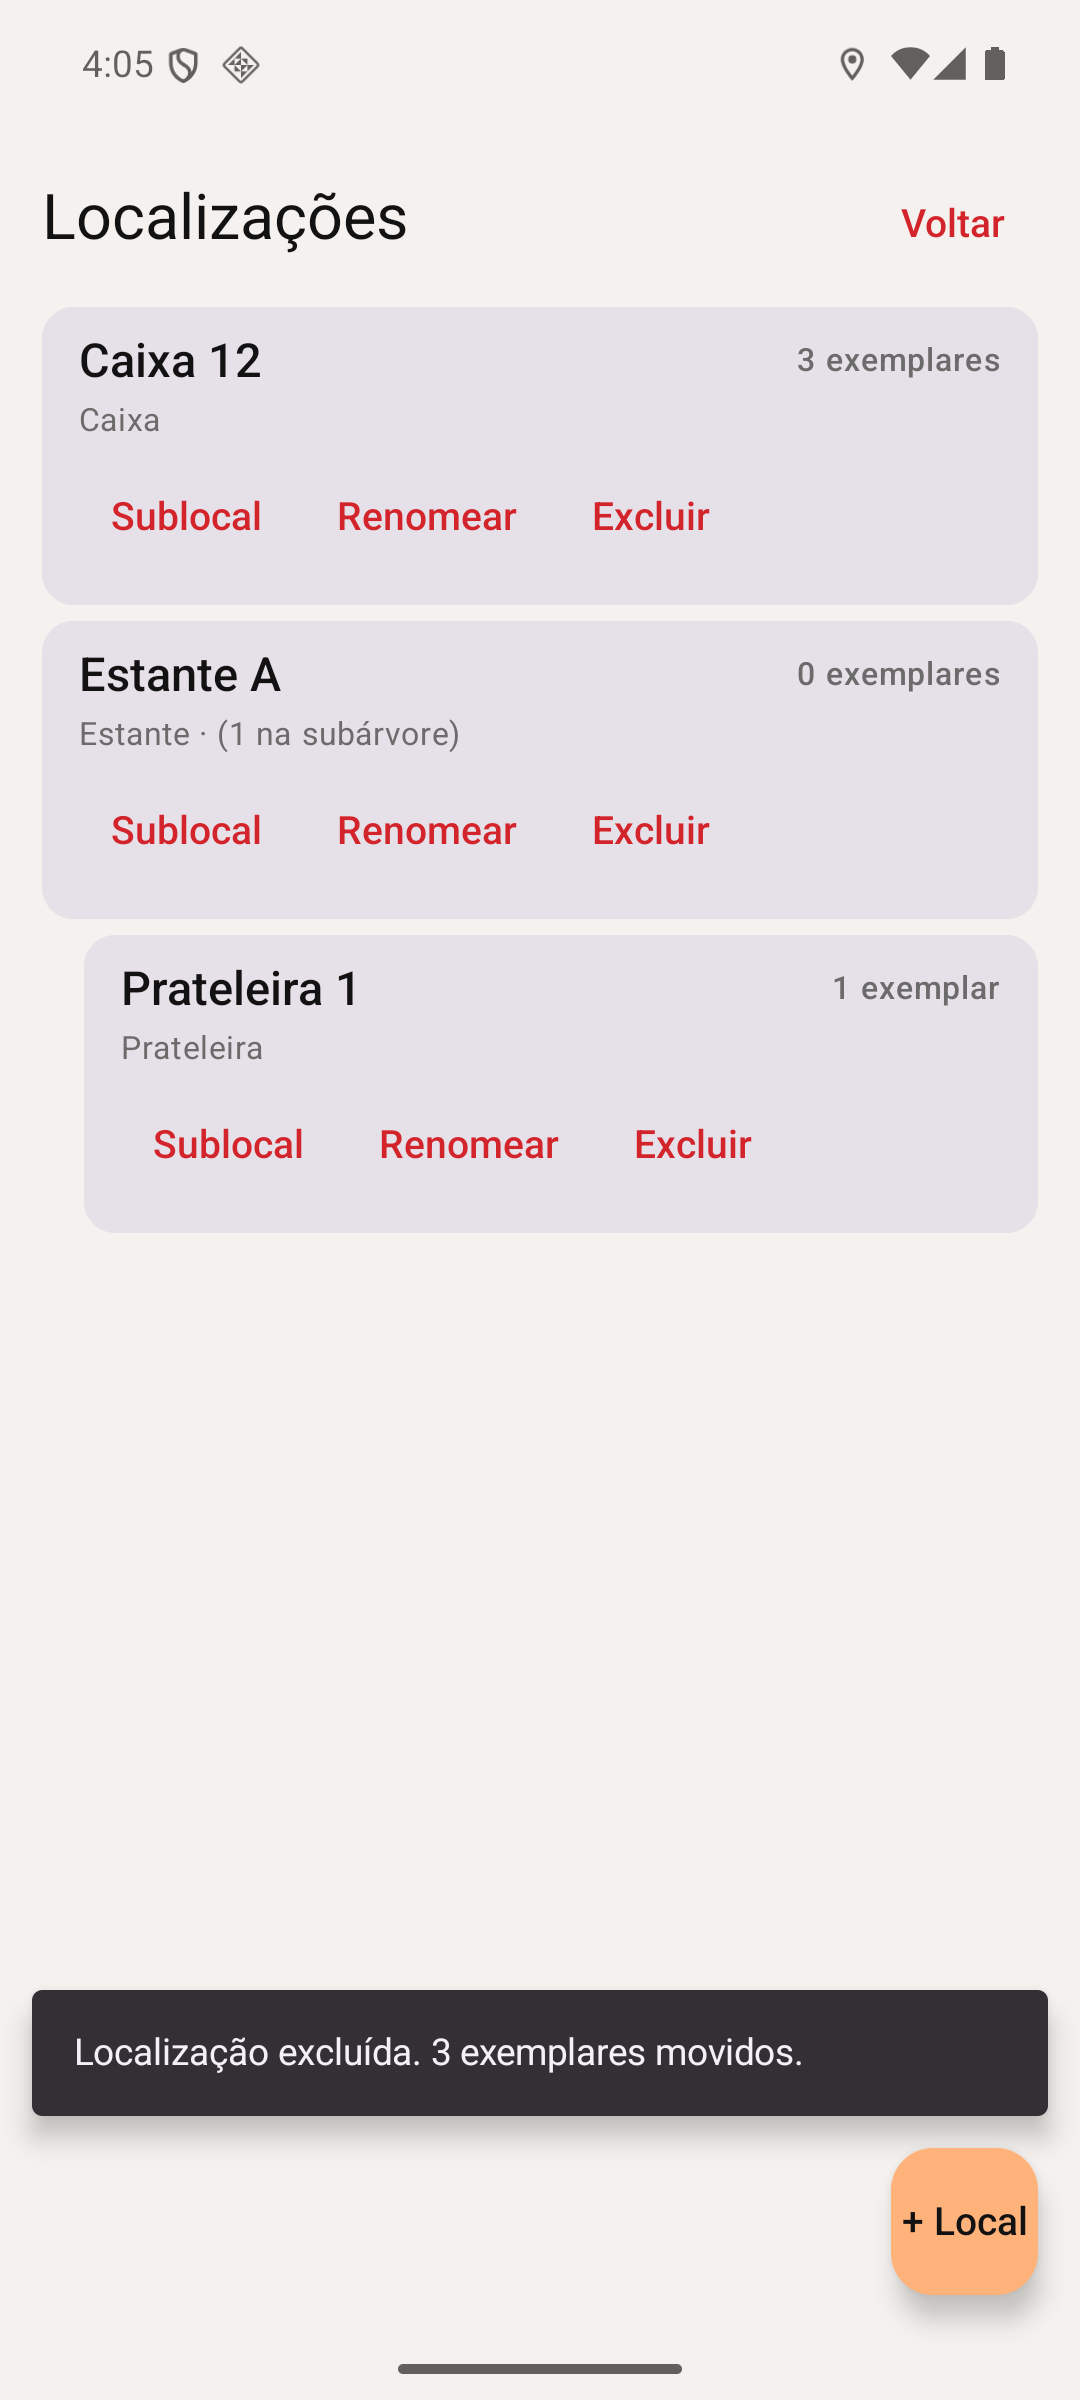 4:05
Localizações
Voltar
Caixa 12
3 exemplares
Caixa
Sublocal Renomear Excluir
Estante A
0 exemplares
Estante · (1 na subárvore)
Sublocal Renomear Excluir
Prateleira 1
1 exemplar
Prateleira
Sublocal Renomear Excluir
Localização excluída. 3 exemplares movidos.
+ Local